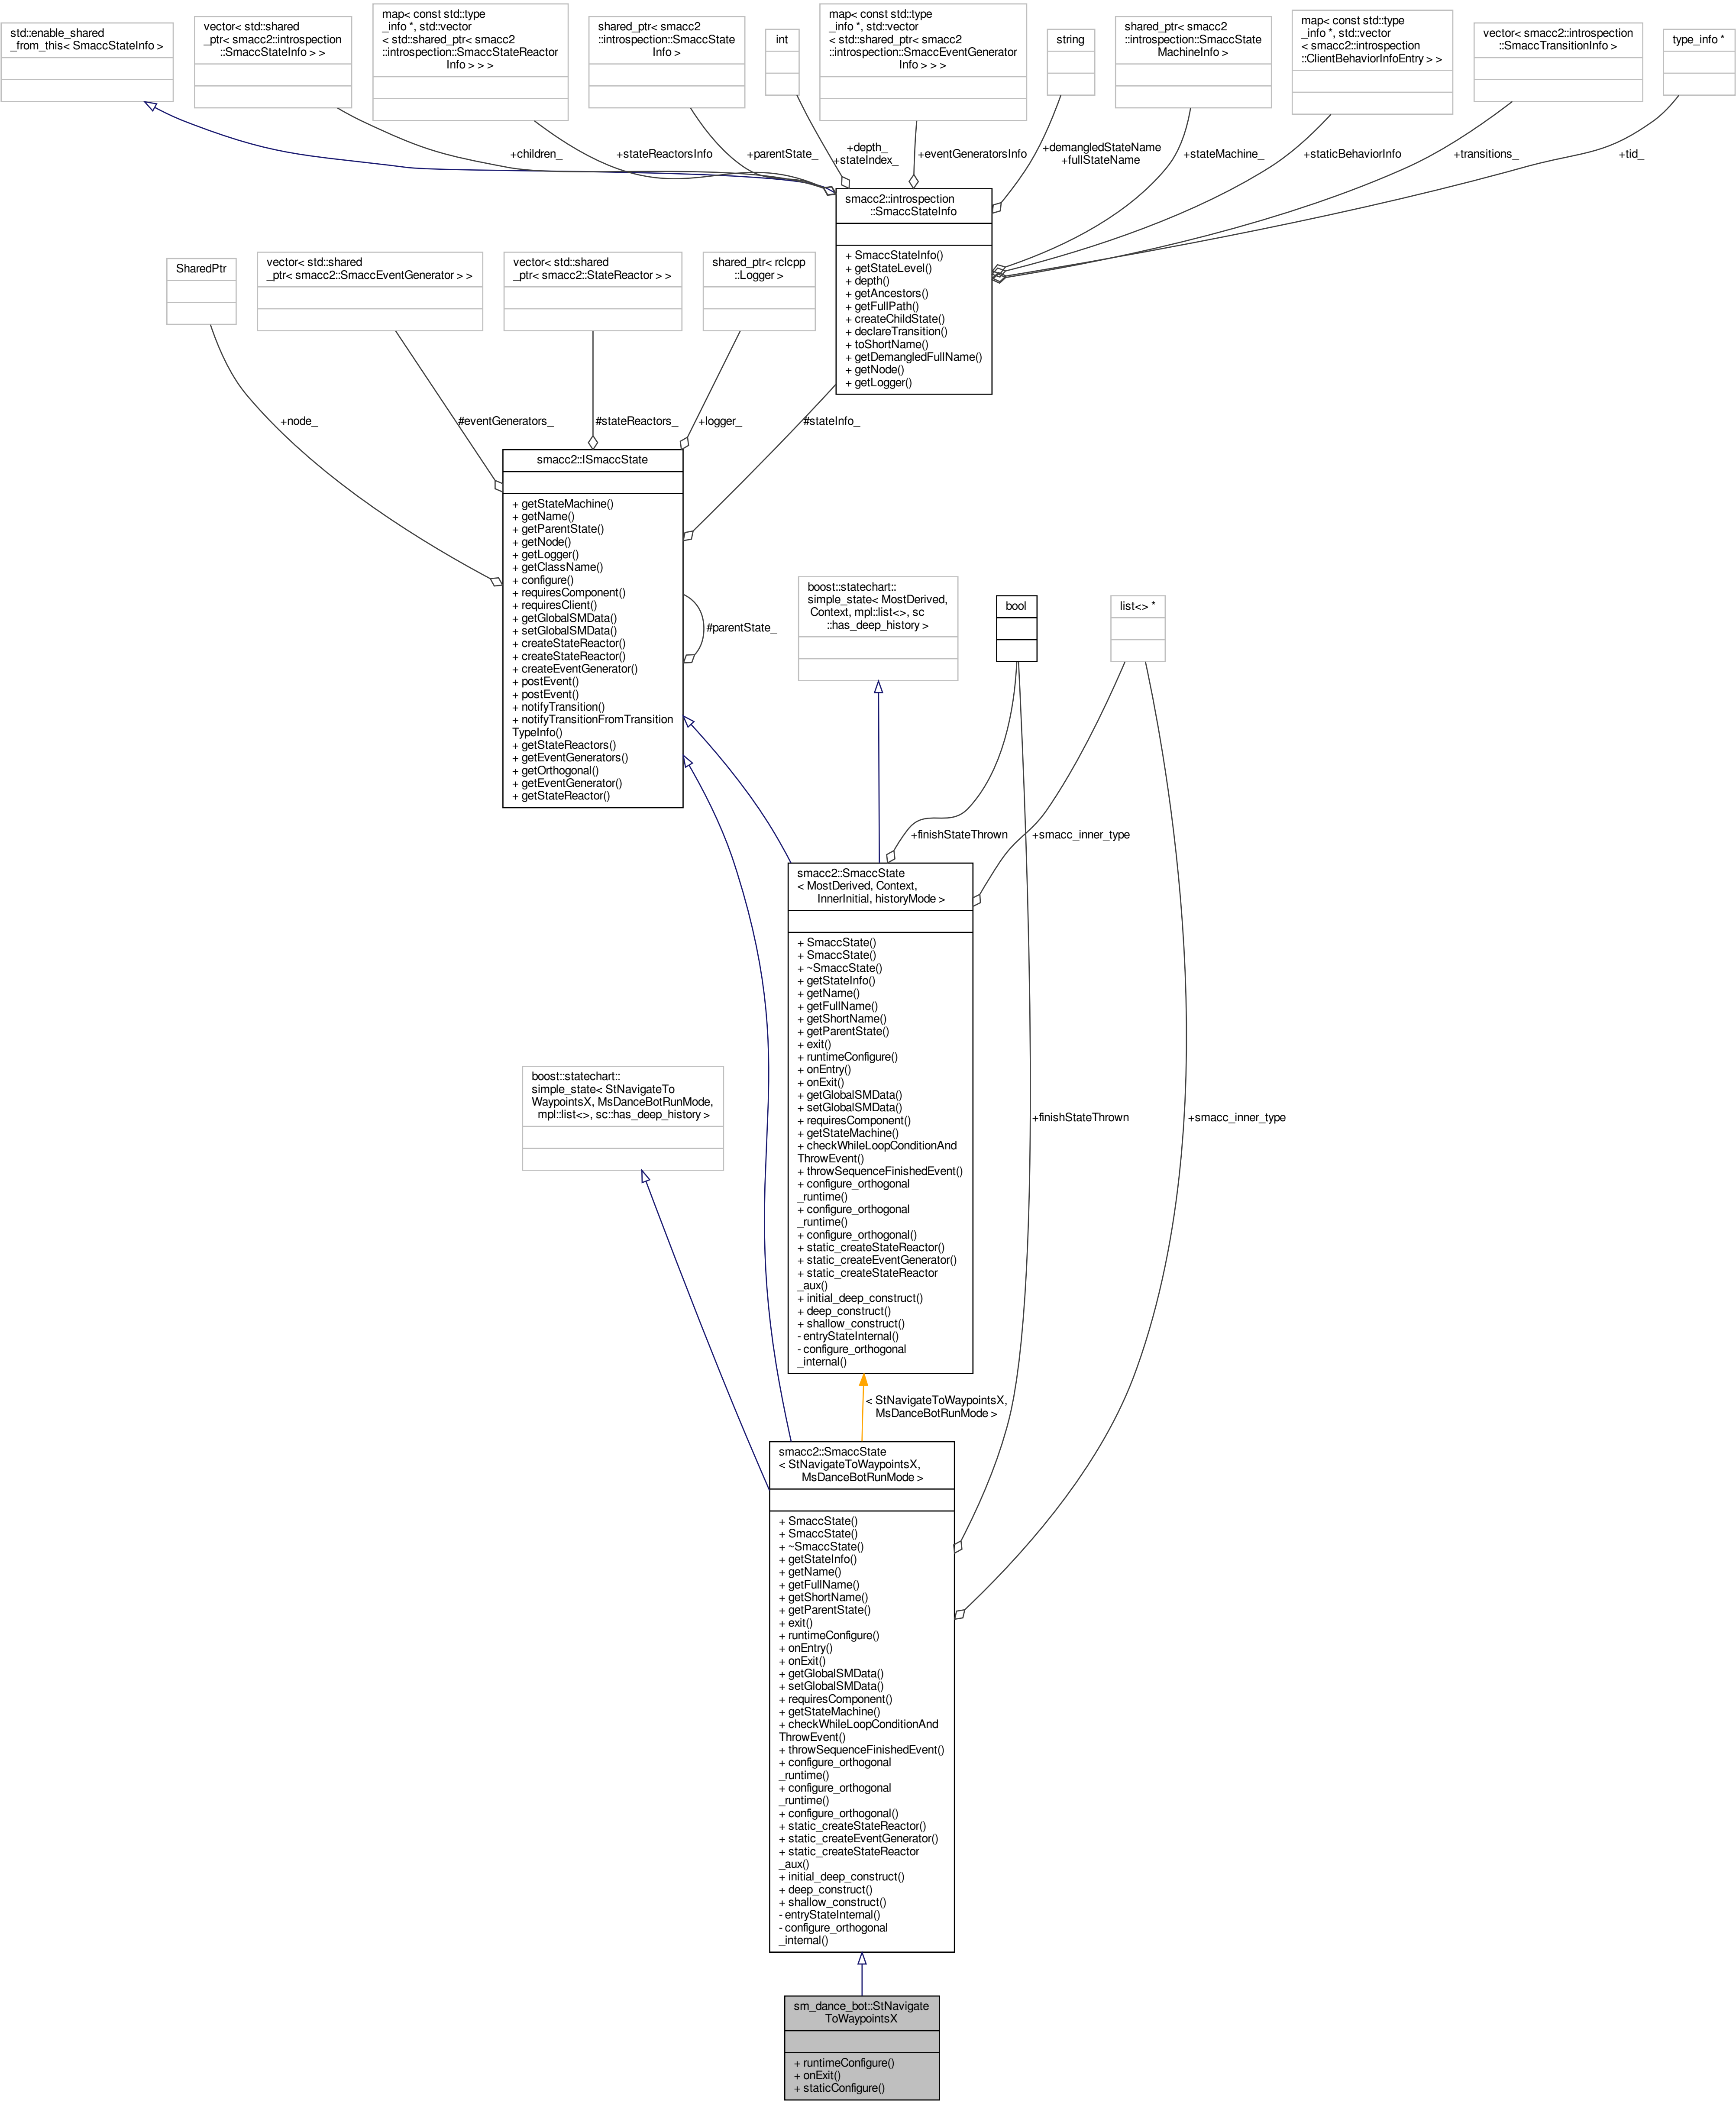 std::enable_shared
_from_this< SmaccStateInfo >
vector< std::shared
_ptr< smacc2::introspection
::SmaccStateInfo > >
map< const std::type
_info *, std::vector
< std::shared_ptr< smacc2
::introspection::SmaccStateReactor
Info > > >
shared_ptr< smacc2
::introspection::SmaccState
Info >
int
map< const std::type
_info *, std::vector
< std::shared_ptr< smacc2
::introspection::SmaccEventGenerator
Info > > >
string
shared_ptr< smacc2
::introspection::SmaccState
MachineInfo >
map< const std::type
_info *, std::vector
< smacc2::introspection
::ClientBehaviorInfoEntry > >
vector< smacc2::introspection
::SmaccTransitionInfo >
type_info *
+children_
+stateReactorsInfo
+parentState_
+depth_
+stateIndex_
+eventGeneratorsInfo
+demangledStateName
+fullStateName
+stateMachine_
+staticBehaviorInfo
+transitions_
+tid_
smacc2::introspection
::SmaccStateInfo
+ SmaccStateInfo()
+ getStateLevel()
+ depth()
+ getAncestors()
+ getFullPath()
+ createChildState()
+ declareTransition()
+ toShortName()
+ getDemangledFullName()
+ getNode()
+ getLogger()
SharedPtr
vector< std::shared
_ptr< smacc2::SmaccEventGenerator > >
vector< std::shared
_ptr< smacc2::StateReactor > >
shared_ptr< rclcpp
::Logger >
+node_
#eventGenerators_
#stateReactors_
+logger_
#stateInfo_
smacc2::ISmaccState
+ getStateMachine()
+ getName()
+ getParentState()
+ getNode()
+ getLogger()
+ getClassName()
+ configure()
+ requiresComponent()
+ requiresClient()
+ getGlobalSMData()
+ setGlobalSMData()
+ createStateReactor()
+ createStateReactor()
+ createEventGenerator()
+ postEvent()
+ postEvent()
+ notifyTransition()
+ notifyTransitionFromTransition
TypeInfo()
+ getStateReactors()
+ getEventGenerators()
+ getOrthogonal()
+ getEventGenerator()
+ getStateReactor()
#parentState_
boost::statechart::
simple_state< MostDerived,
Context, mpl::list<>, sc
::has_deep_history >
bool
list<> *
+finishStateThrown
+smacc_inner_type
smacc2::SmaccState
< MostDerived, Context,
InnerInitial, historyMode >
+ SmaccState()
+ SmaccState()
+ ~SmaccState()
+ getStateInfo()
+ getName()
+ getFullName()
+ getShortName()
+ getParentState()
+ exit()
+ runtimeConfigure()
+ onEntry()
+ onExit()
+ getGlobalSMData()
+ setGlobalSMData()
+ requiresComponent()
+ getStateMachine()
+ checkWhileLoopConditionAnd
ThrowEvent()
+ throwSequenceFinishedEvent()
+ configure_orthogonal
_runtime()
+ configure_orthogonal
_runtime()
+ configure_orthogonal()
+ static_createStateReactor()
+ static_createEventGenerator()
+ static_createStateReactor
_aux()
+ initial_deep_construct()
+ deep_construct()
+ shallow_construct()
- entryStateInternal()
- configure_orthogonal
_internal()
boost::statechart::
simple_state< StNavigateTo
WaypointsX, MsDanceBotRunMode,
mpl::list<>, sc::has_deep_history >
+finishStateThrown
+smacc_inner_type
< StNavigateToWaypointsX,
MsDanceBotRunMode >
smacc2::SmaccState
< StNavigateToWaypointsX,
MsDanceBotRunMode >
+ SmaccState()
+ SmaccState()
+ ~SmaccState()
+ getStateInfo()
+ getName()
+ getFullName()
+ getShortName()
+ getParentState()
+ exit()
+ runtimeConfigure()
+ onEntry()
+ onExit()
+ getGlobalSMData()
+ setGlobalSMData()
+ requiresComponent()
+ getStateMachine()
+ checkWhileLoopConditionAnd
ThrowEvent()
+ throwSequenceFinishedEvent()
+ configure_orthogonal
_runtime()
+ configure_orthogonal
_runtime()
+ configure_orthogonal()
+ static_createStateReactor()
+ static_createEventGenerator()
+ static_createStateReactor
_aux()
+ initial_deep_construct()
+ deep_construct()
+ shallow_construct()
- entryStateInternal()
- configure_orthogonal
_internal()
sm_dance_bot::StNavigate
ToWaypointsX
+ runtimeConfigure()
+ onExit()
+ staticConfigure()